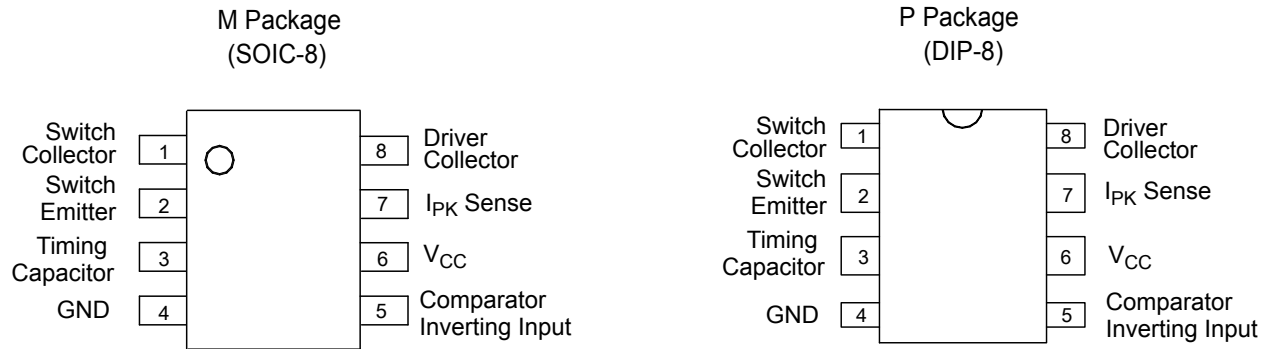 M Package
(SOIC-8)
Switch
Collector
1
8
Driver
Collector
Switch
Emitter
2
7
IPK Sense
Timing
Capacitor
3
6
VCC
GND
4
5
Comparator
Inverting Input
P Package
(DIP-8)
Switch
Collector
1
8
Driver
Collector
Switch
Emitter
2
7
IPK Sense
Timing
Capacitor
3
6
VCC
GND
4
5
Comparator
Inverting Input